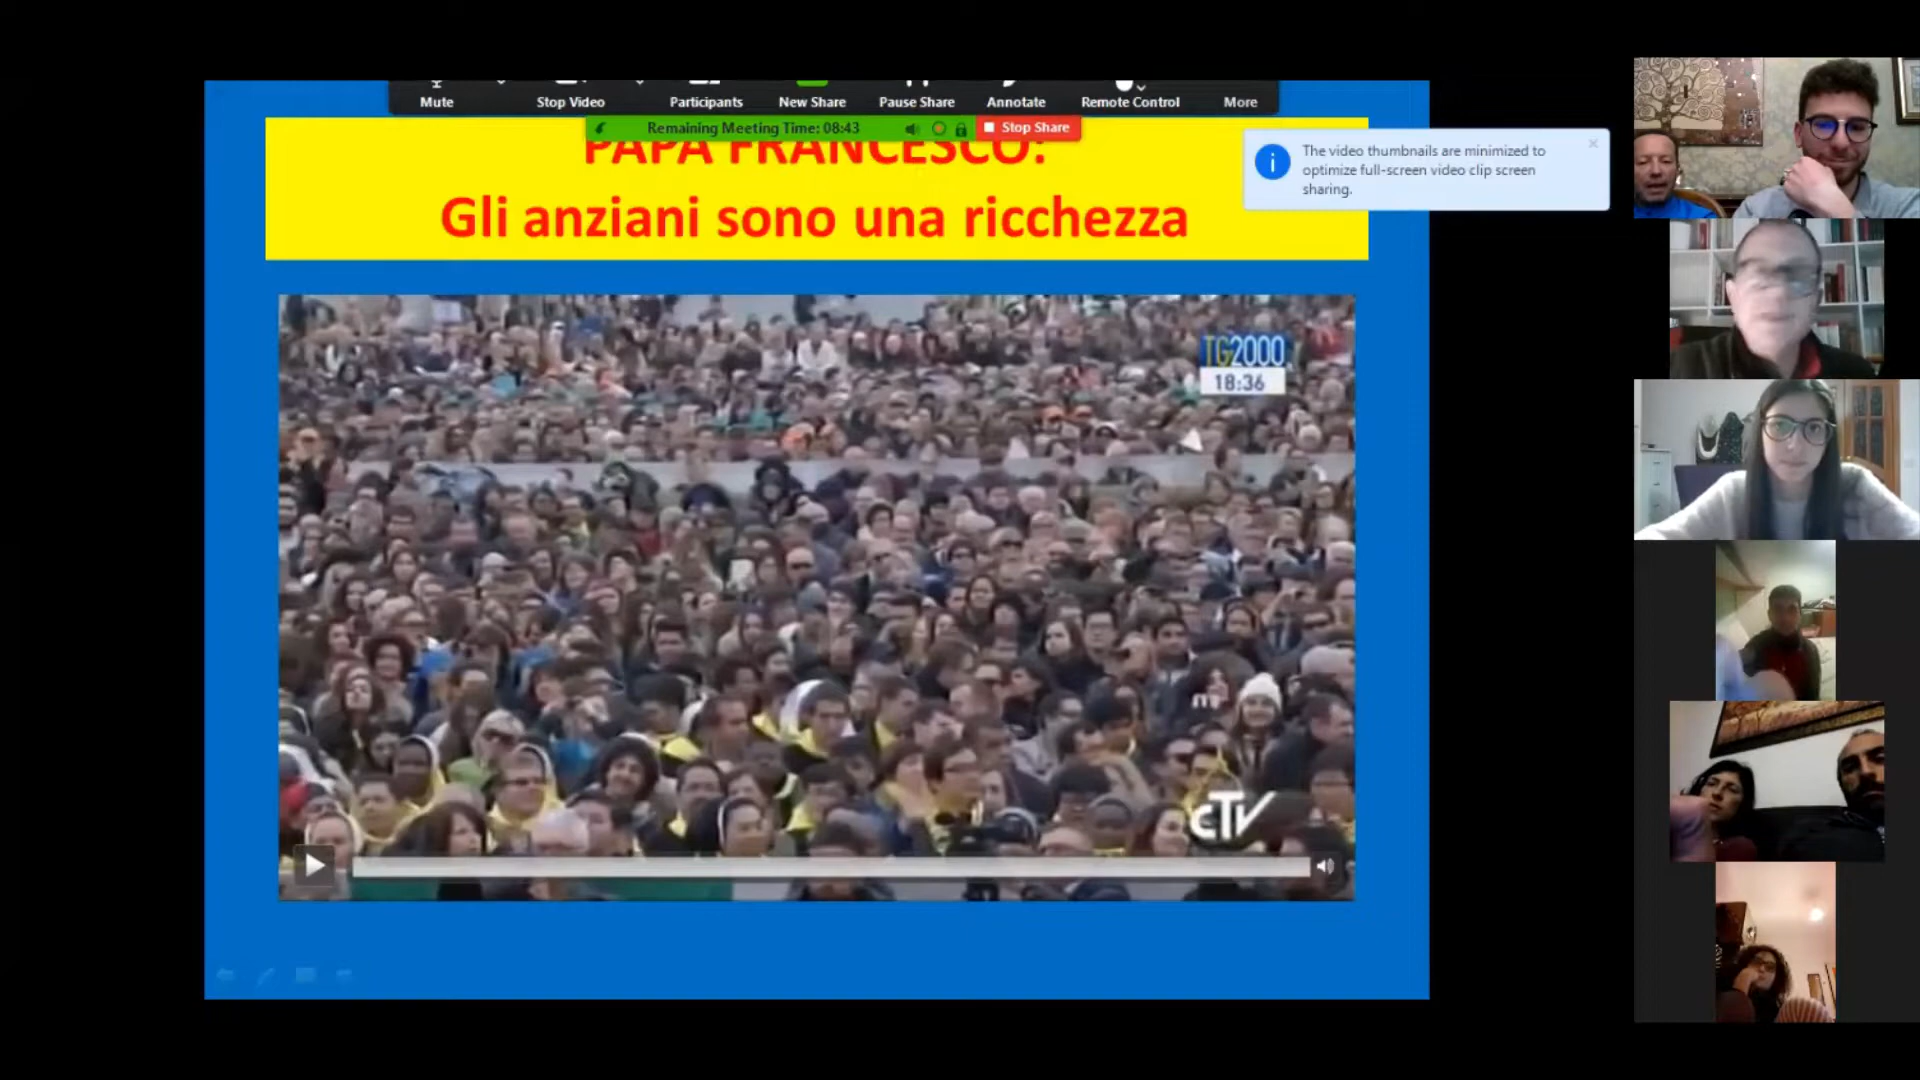 Mute
Stop Video
Participants
New Share
Pause Share
Annotate
Remote Control
More
Remaining Meeting Time: 08:43
Stop Share
PAPA FRANCESCO:
Gli anziani sono una ricchezza
The video thumbnails are minimized to
optimize full-screen video clip screen
sharing.
TG2000
18:36
cTV